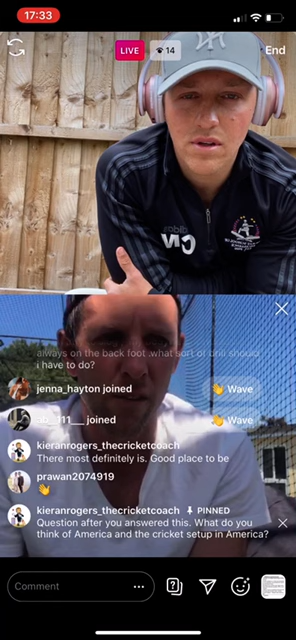 17:33
LIVE
14
End
adidas
CW
always on the back foot .what sort of drill should
i have to do?
jenna_hayton joined
👋 Wave
joined
👋 Wave
kieranrogers_thecricketcoach
There most definitely is. Good place to be
prawan2074919
👋
kieranrogers_thecricketcoach PINNED
Question after you answered this. What do you
think of America and the cricket setup in America?
Comment